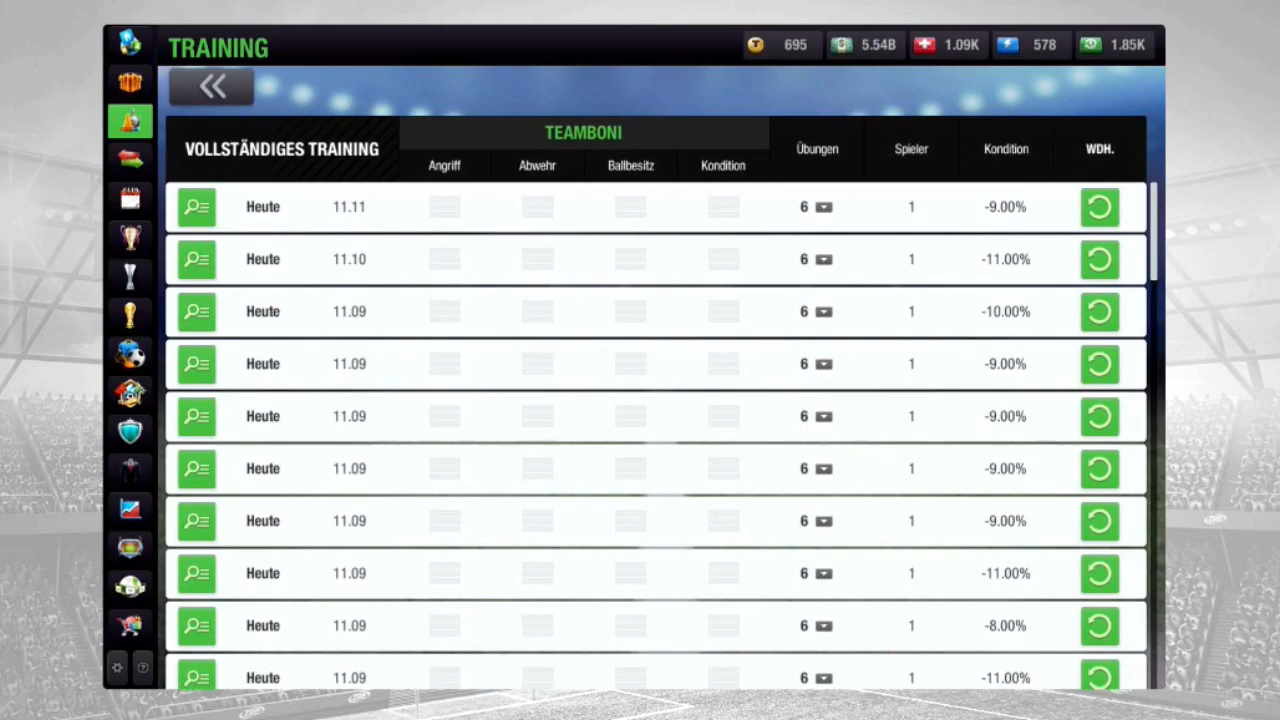 TRAINING
695 5.54B 1.09K 578 1.85K
VOLLSTÄNDIGES TRAINING TEAMBONI Übungen Spieler Kondition WDH.
Angriff Abwehr Ballbesitz Kondition
Heute 11.11 6 1 -9.00%
Heute 11.10 6 1 -11.00%
Heute 11.09 6 1 -10.00%
Heute 11.09 6 1 -9.00%
Heute 11.09 6 1 -9.00%
Heute 11.09 6 1 -9.00%
Heute 11.09 6 1 -9.00%
Heute 11.09 6 1 -11.00%
Heute 11.09 6 1 -8.00%
Heute 11.09 6 1 -11.00%